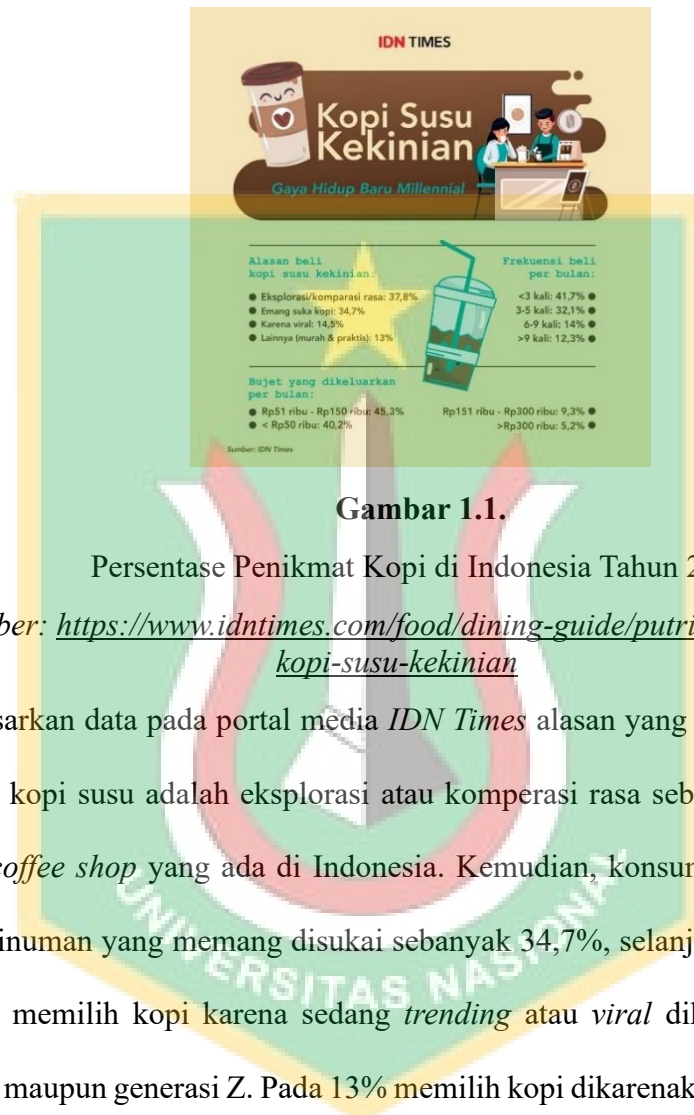 IDN TIMES
Kopi Susu
Kekinian
Gaya Hidup Baru Millennial
Alasan beli
kopi susu kekinian:
Eksplorasi/komparasi rasa: 37,8%
Emang suka kopi: 34,7%
Karena viral: 14,5%
Lainnya (murah & praktis): 13%
Frekuensi beli
per bulan:
<3 kali: 41,7%
3-5 kali: 32,1%
6-9 kali: 14%
>9 kali: 12,3%
Bujet yang dikeluarkan
per bulan:
Rp51 ribu - Rp150 ribu: 45,3%
< Rp50 ribu: 40,2%
Rp151 ribu - Rp300 ribu: 9,3%
>Rp300 ribu: 5,2%
Sumber: IDN Times
Gambar 1.1.
Persentase Penikmat Kopi di Indonesia Tahun 2
ber: https://www.idntimes.com/food/dining-guide/putri
kopi-susu-kekinian
sarkan data pada portal media IDN Times alasan yang
kopi susu adalah eksplorasi atau komperasi rasa seb
coffee shop yang ada di Indonesia. Kemudian, konsu
inuman yang memang disukai sebanyak 34,7%, selanj
memilih kopi karena sedang trending atau viral di
maupun generasi Z. Pada 13% memilih kopi dikarenak
UNIVERSITAS NASIONAL